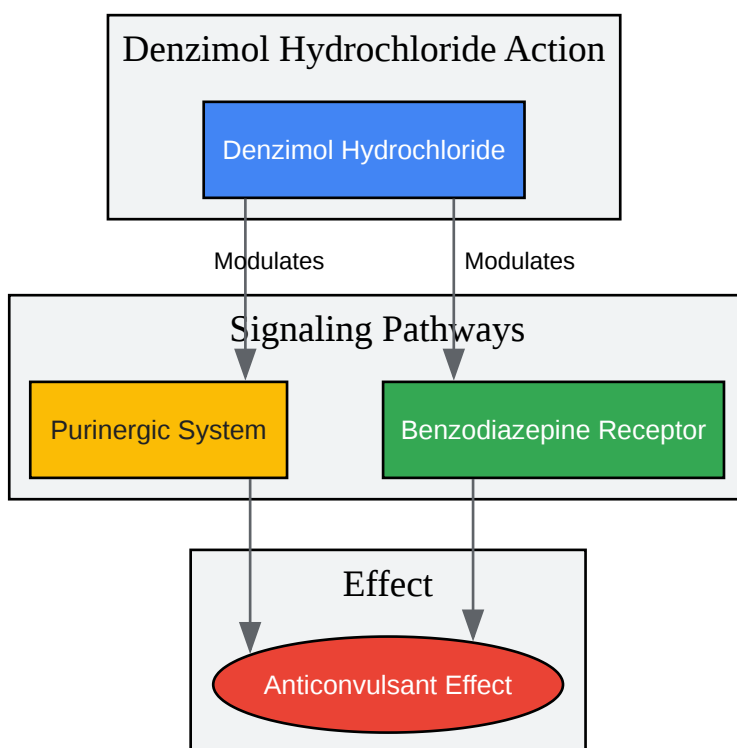 Denzimol Hydrochloride Action
Denzimol Hydrochloride
Modulates
Modulates
Signaling Pathways
Purinergic System
Benzodiazepine Receptor
Effect
Anticonvulsant Effect